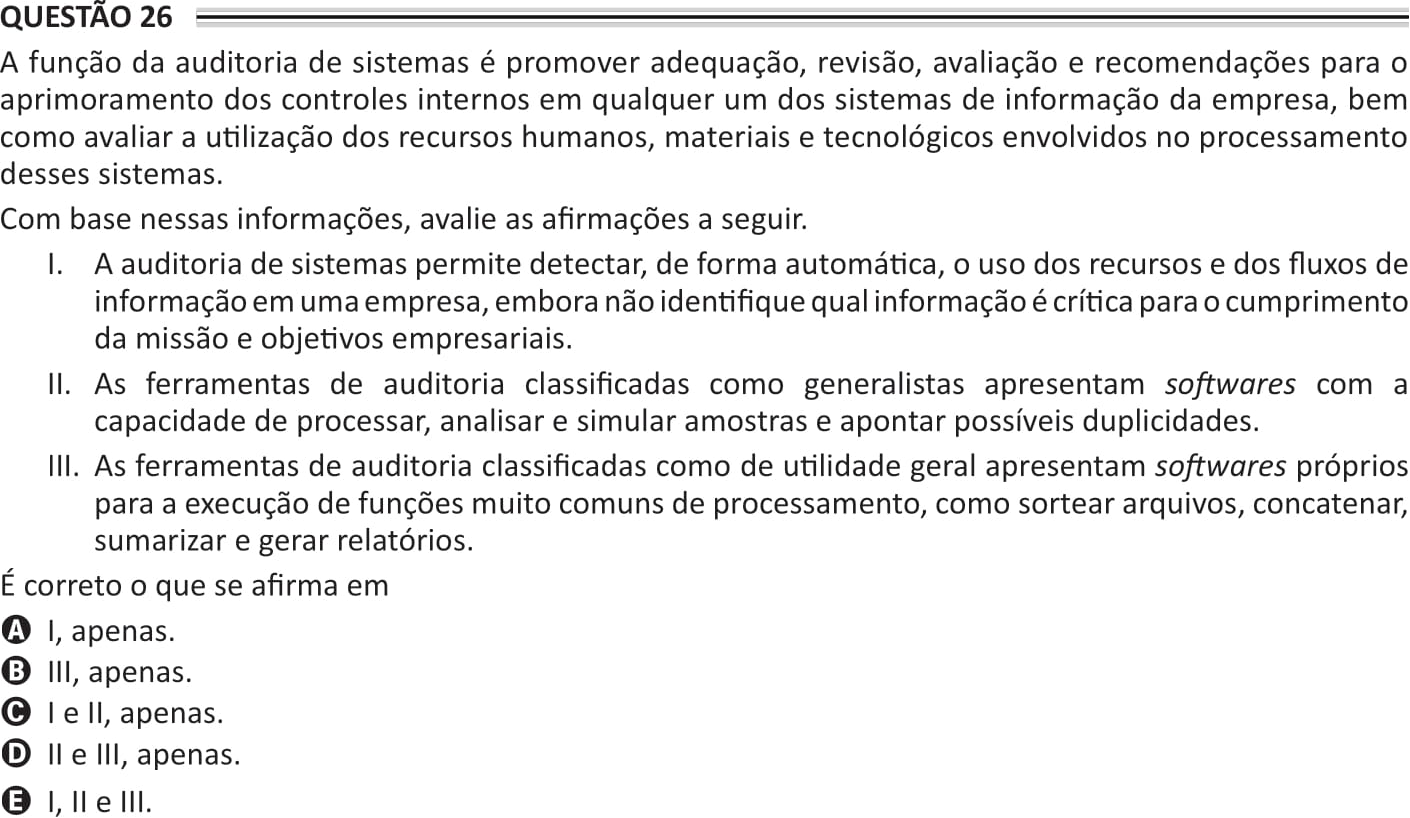 QUESTÃO 26
A função da auditoria de sistemas é promover adequação, revisão, avaliação e recomendações para o
aprimoramento dos controles internos em qualquer um dos sistemas de informação da empresa, bem
como avaliar a utilização dos recursos humanos, materiais e tecnológicos envolvidos no processamento
desses sistemas.
Com base nessas informações, avalie as afirmações a seguir.
I. A auditoria de sistemas permite detectar, de forma automática, o uso dos recursos e dos fluxos de
informação em uma empresa, embora não identifique qual informação é crítica para o cumprimento
da missão e objetivos empresariais.
II. As ferramentas de auditoria classificadas como generalistas apresentam softwares com a
capacidade de processar, analisar e simular amostras e apontar possíveis duplicidades.
III. As ferramentas de auditoria classificadas como de utilidade geral apresentam softwares próprios
para a execução de funções muito comuns de processamento, como sortear arquivos, concatenar,
sumarizar e gerar relatórios.
É correto o que se afirma em
A I, apenas.
B III, apenas.
C I e II, apenas.
D II e III, apenas.
E I, II e III.